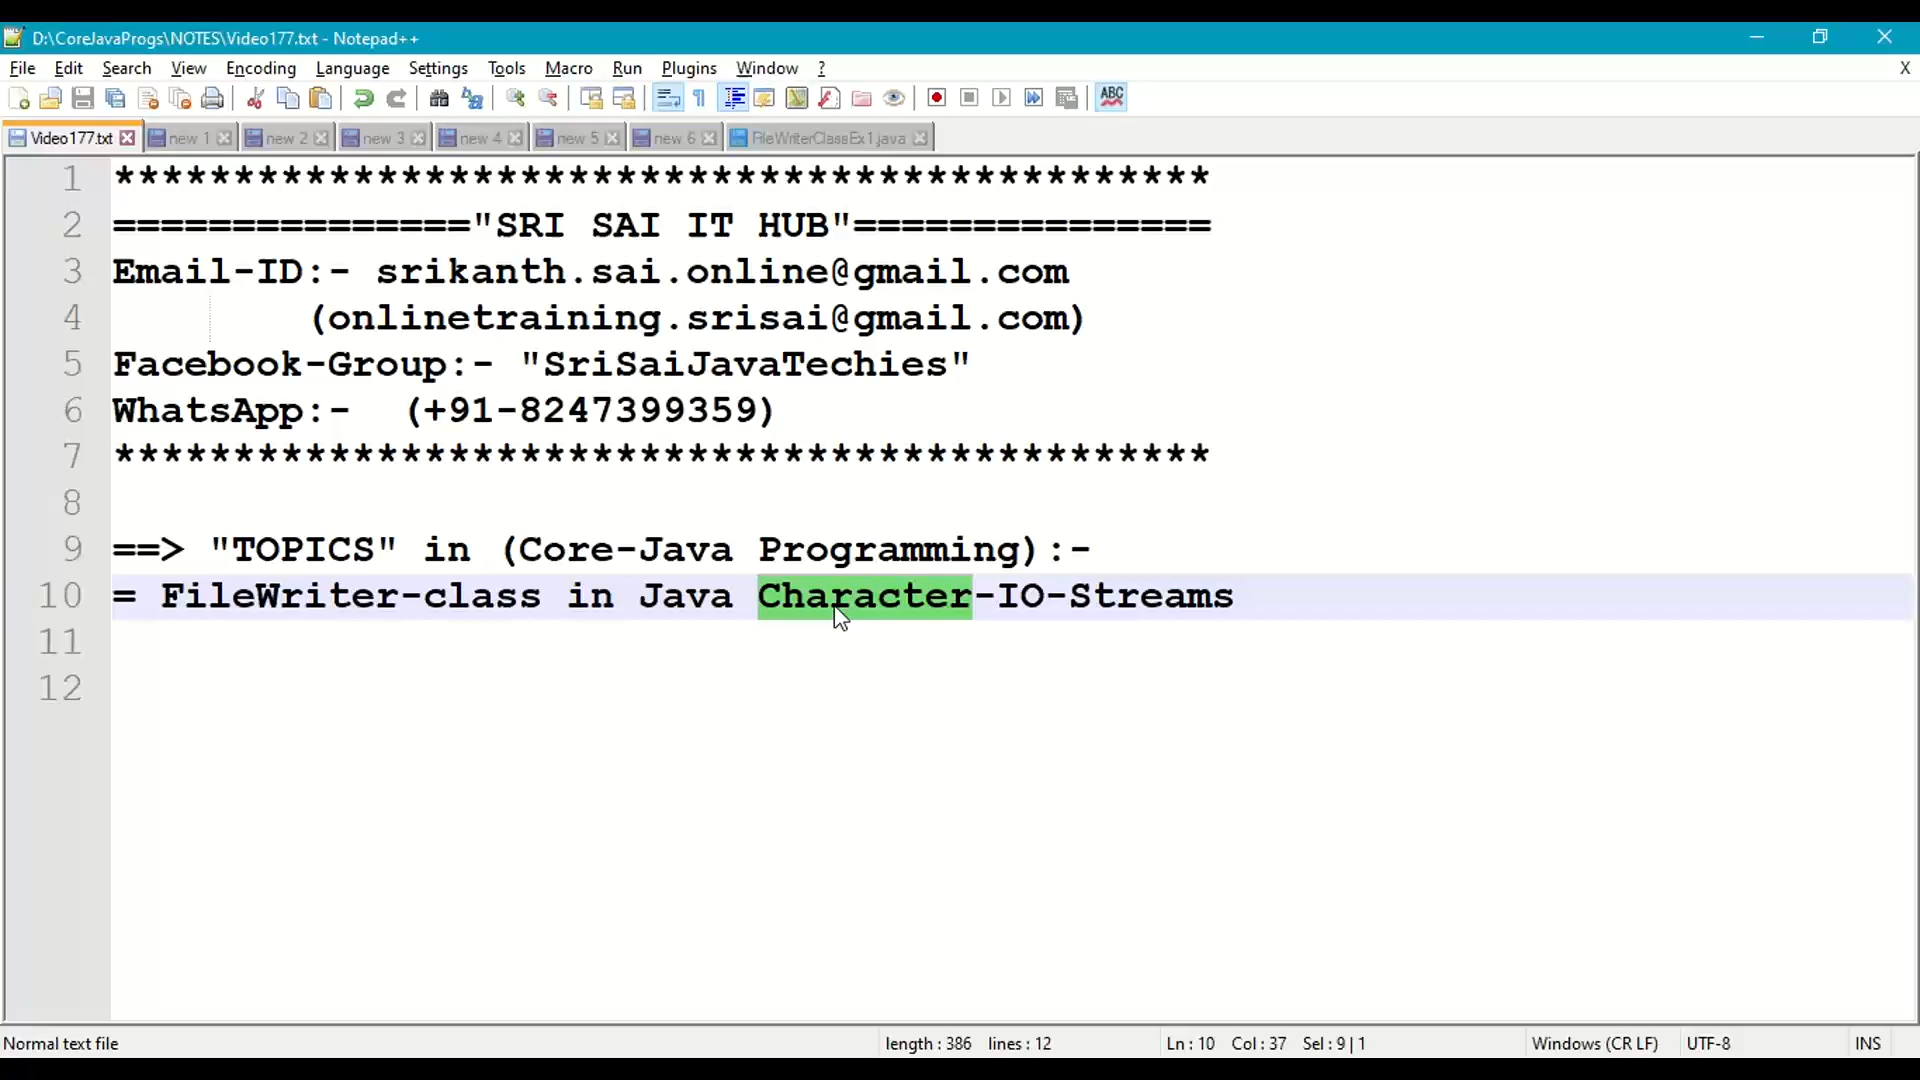 D:\CoreJavaProgs\NOTES\Video177.txt - Notepad++
File Edit Search View Encoding Language Settings Tools Macro Run Plugins Window ? X
ABC
Video177.txt new 1 new 2 new 3 new 4 new 5 new 6 FileWriterClassEx1.java
1 **********************************************
2 ==============="SRI SAI IT HUB"===============
3 Email-ID:- srikanth.sai.online@gmail.com
4 (onlinetraining.srisai@gmail.com)
5 Facebook-Group:- "SriSaiJavaTechies"
6 WhatsApp:- (+91-8247399359)
7 **********************************************
8
9 ==> "TOPICS" in (Core-Java Programming):-
10 = FileWriter-class in Java Character-IO-Streams
11
12
Normal text file length : 386 lines : 12 Ln : 10 Col : 37 Sel : 9 | 1 Windows (CR LF) UTF-8 INS